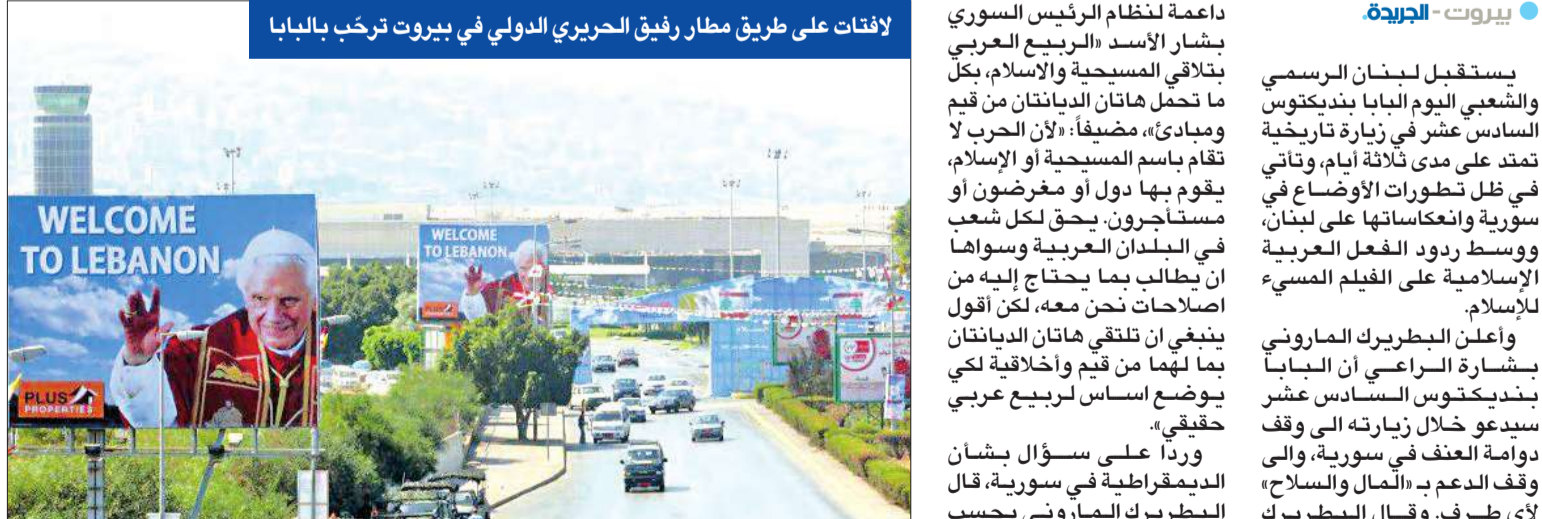 بيروت - الجريدة.
يستقبل لبنان الرسمي
والشعبي اليوم البابا بنديكتوس
السادس عشر في زيارة تاريخية
تمتد على مدى ثلاثة أيام، وتأتي
في ظل تطورات الأوضاع في
سورية وانعكاساتها على لبنان،
ووسط ردود الفعل العربية
الإسلامية على الفيلم المسيء
للإسلام.
وأعلن البطريرك الماروني
بشارة الراعي أن البابا
بنديكتوس السادس عشر
سيدعو خلال زيارته الى وقف
دوامة العنف في سورية، والى
وقف الدعم بـ «المال والسلاح»
لأي طرف. وقال البطريرك
داعمة لنظام الرئيس السوري
بشار الأسد «الربيع العربي
بتلاقي المسيحية والاسلام، بكل
ما تحمل هاتان الديانتان من قيم
ومبادئ»، مضيفاً: «لأن الحرب لا
تقام باسم المسيحية أو الإسلام،
يقوم بها دول أو مغرضون أو
مستأجرون. يحق لكل شعب
في البلدان العربية وسواها
ان يطالب بما يحتاج إليه من
اصلاحات نحن معه، لكن أقول
ينبغي ان تلتقي هاتان الديانتان
بما لهما من قيم وأخلاقية لكي
يوضع اساس لربيع عربي
حقيقي».
وردا على سؤال بشأن
الديمقراطية في سورية، قال
البطريرك الماروني بحسب
لافتات على طريق مطار رفيق الحريري الدولي في بيروت ترحّب بالبابا
WELCOME
TO LEBANON
PLUS
PROPERTIES
WELCOME
TO LEBANON